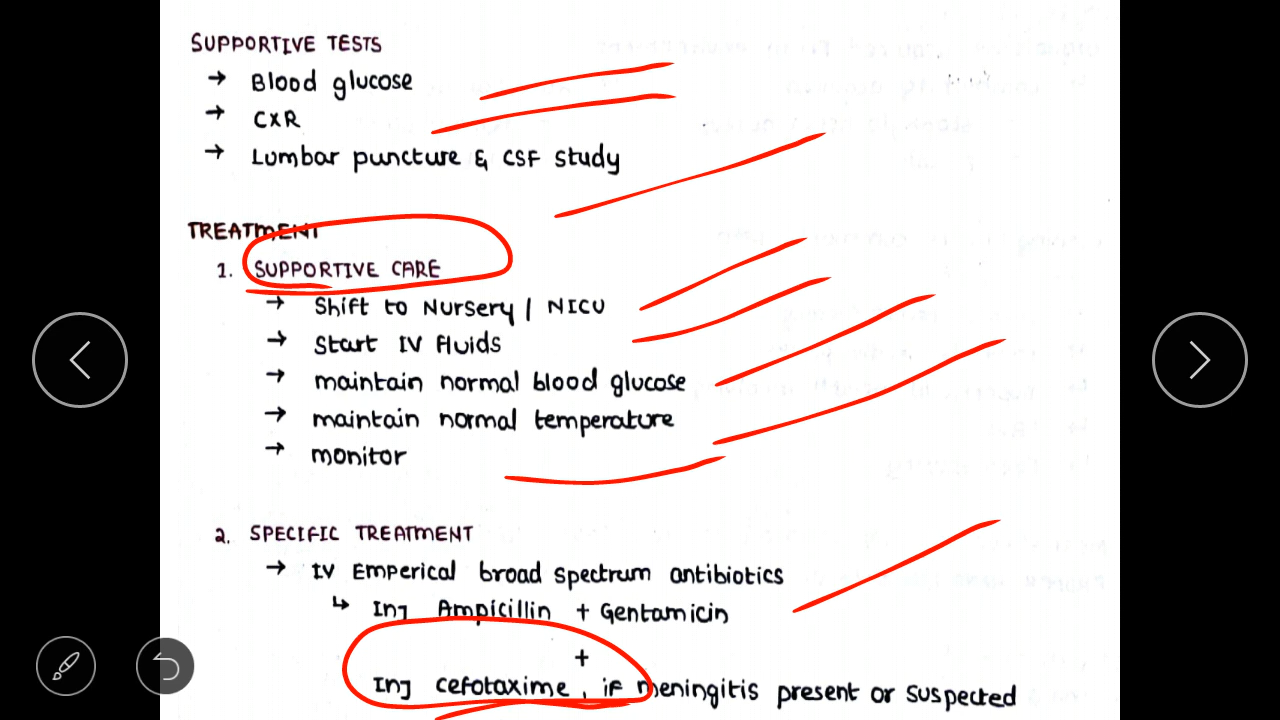 SUPPORTIVE TESTS
→ Blood glucose
→ CXR
→ Lumbar puncture & CSF study
TREATMENT
1. SUPPORTIVE CARE
→ Shift to Nursery / NICU
→ Start IV fluids
→ maintain normal blood glucose
→ maintain normal temperature
→ monitor
2. SPECIFIC TREATMENT
→ IV Emperical broad spectrum antibiotics
↳ Inj Ampicillin + Gentamicin
+
Inj cefotaxime, if meningitis present or suspected